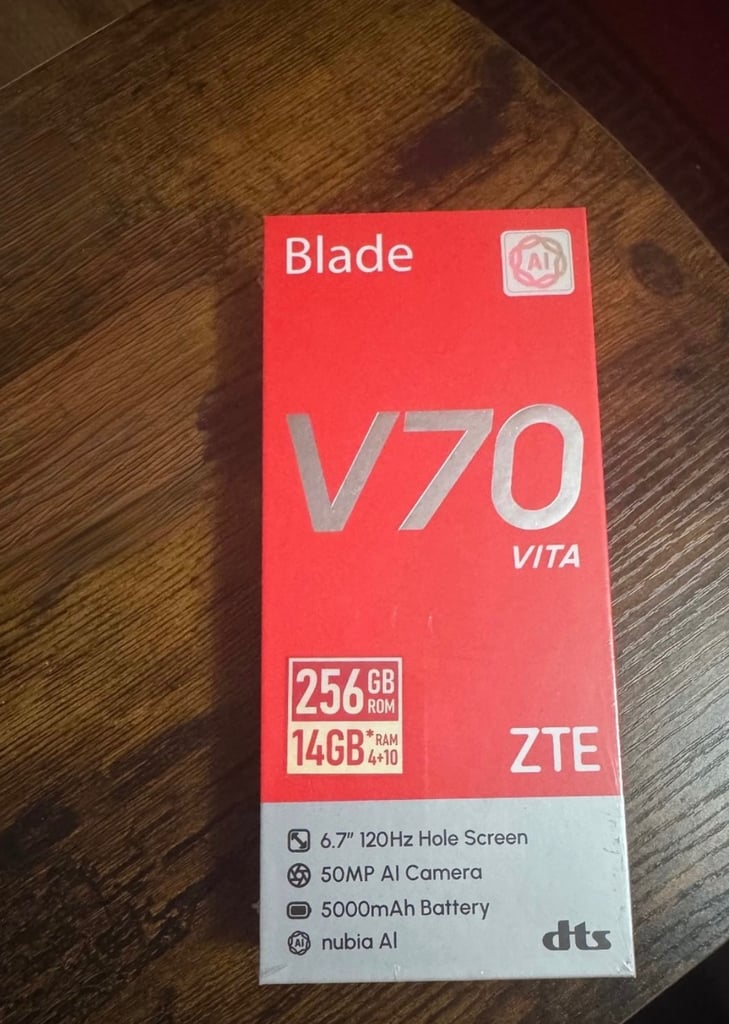 Blade
AI
V70
VITA
256 GB ROM
14GB* RAM 4+10
ZTE
6.7" 120Hz Hole Screen
50MP AI Camera
5000mAh Battery
AI nubia AI
dts